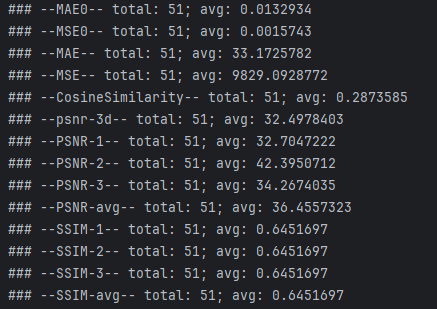 ### --MAE0-- total: 51; avg: 0.0132934
### --MSE0-- total: 51; avg: 0.0015743
### --MAE-- total: 51; avg: 33.1725782
### --MSE-- total: 51; avg: 9829.0928772
### --CosineSimilarity-- total: 51; avg: 0.2873585
### --psnr-3d-- total: 51; avg: 32.4978403
### --PSNR-1-- total: 51; avg: 32.7047222
### --PSNR-2-- total: 51; avg: 42.3950712
### --PSNR-3-- total: 51; avg: 34.2674035
### --PSNR-avg-- total: 51; avg: 36.4557323
### --SSIM-1-- total: 51; avg: 0.6451697
### --SSIM-2-- total: 51; avg: 0.6451697
### --SSIM-3-- total: 51; avg: 0.6451697
### --SSIM-avg-- total: 51; avg: 0.6451697